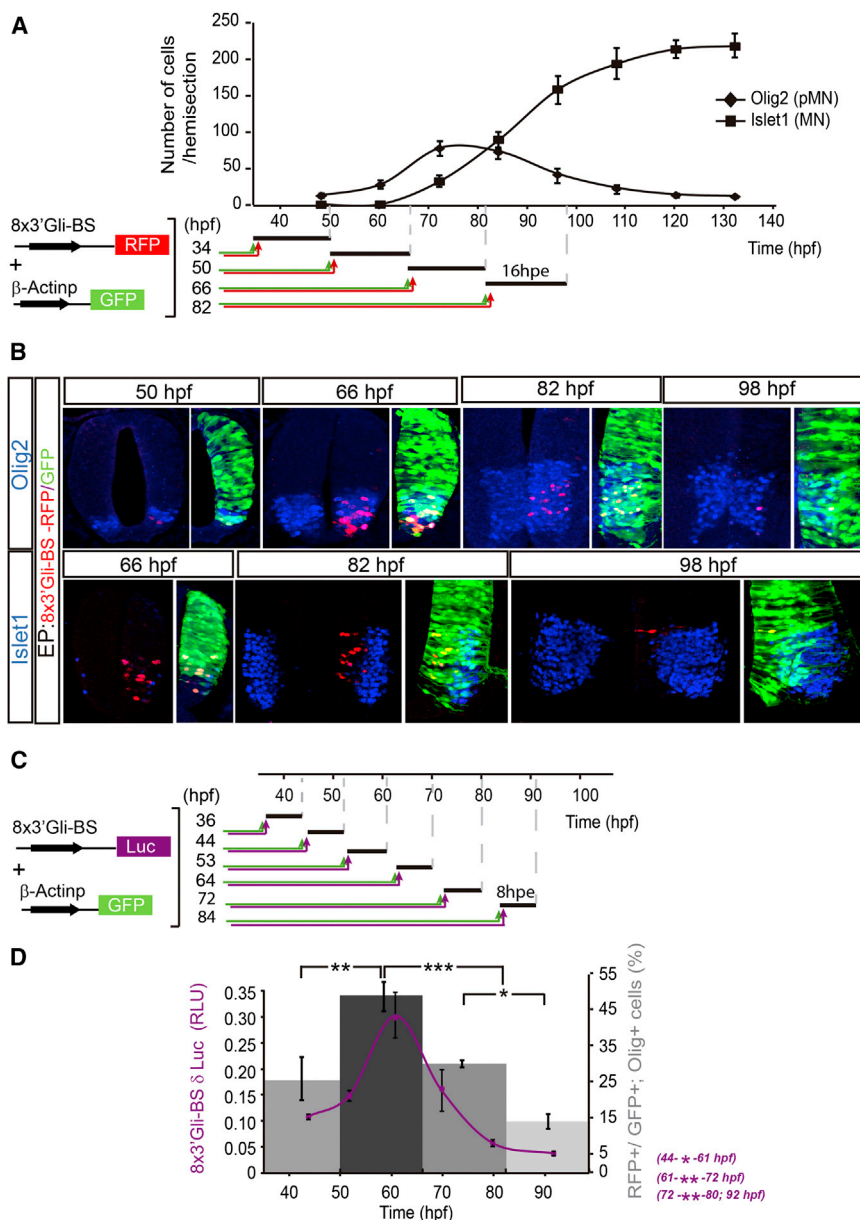 A
Number of cells
/hemisection
250
200
150
100
50
0
Olig2 (pMN)
Islet1 (MN)
40 50 60 70 80 90 100 110 120 130 140
Time (hpf)
8x3'Gli-BS
RFP
+
β-Actinp
GFP
(hpf)
34
50
66
82
16hpe
B
Olig2
Islet1
EP:8x3'Gli-BS -RFP/GFP
50 hpf
66 hpf
82 hpf
98 hpf
66 hpf
82 hpf
98 hpf
C
40 50 60 70 80 90 100
Time (hpf)
8x3'Gli-BS
Luc
+
β-Actinp
GFP
(hpf)
36
44
53
64
72
84
8hpe
D
8x3'Gli-BS δ Luc (RLU)
0.35
0.30
0.25
0.20
0.15
0.10
0.05
0
**
***
*
55
45
35
25
15
5
0
RFP+/ GFP+; Olig+ cells (%)
40 50 60 70 80 90
Time (hpf)
(44- * -61 hpf)
(61- ** -72 hpf)
(72 -**-80; 92 hpf)